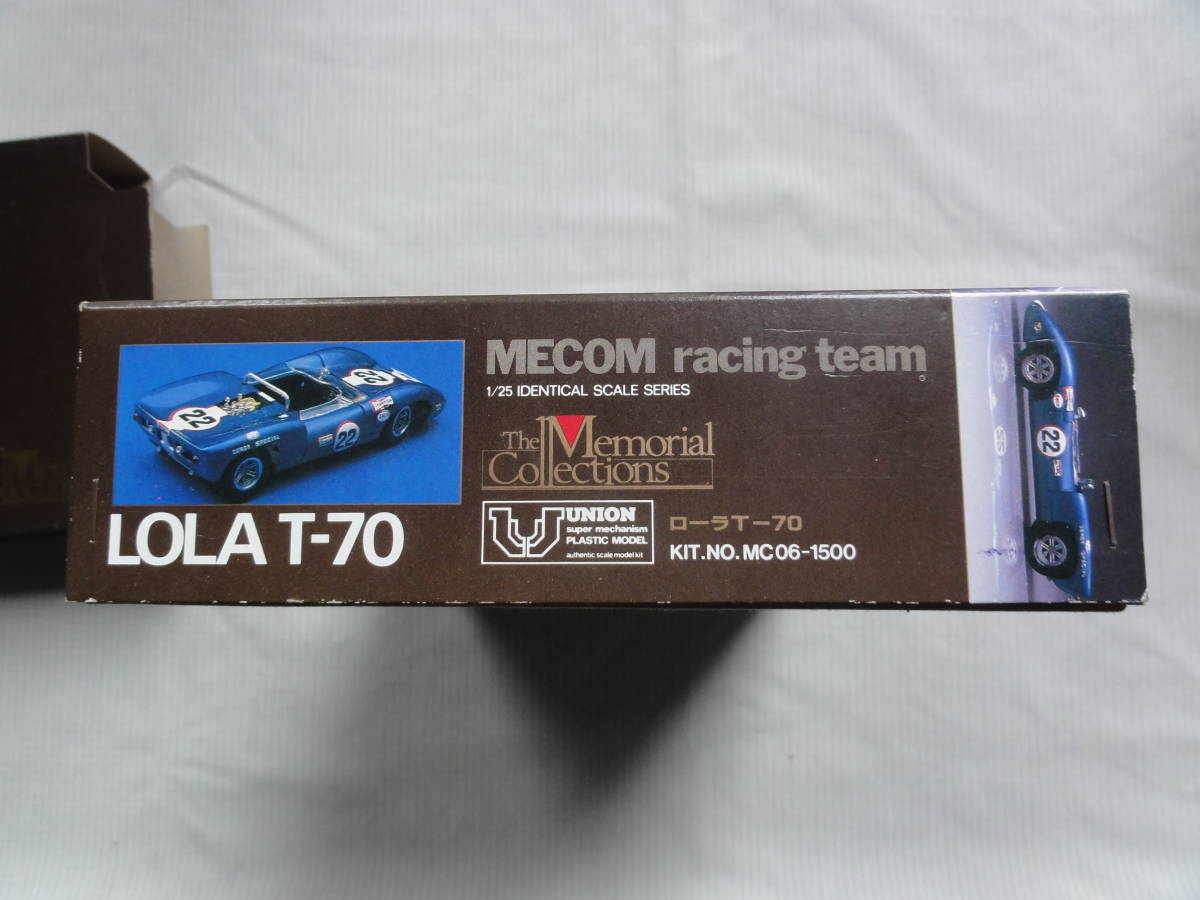 MECOM racing team
1/25 IDENTICAL SCALE SERIES
The Memorial
Collections
22
22
22
LOLA T-70
UNION
super mechanism
PLASTIC MODEL
authentic scale model kit
ローラT-70
KIT.NO.MC06-1500
22